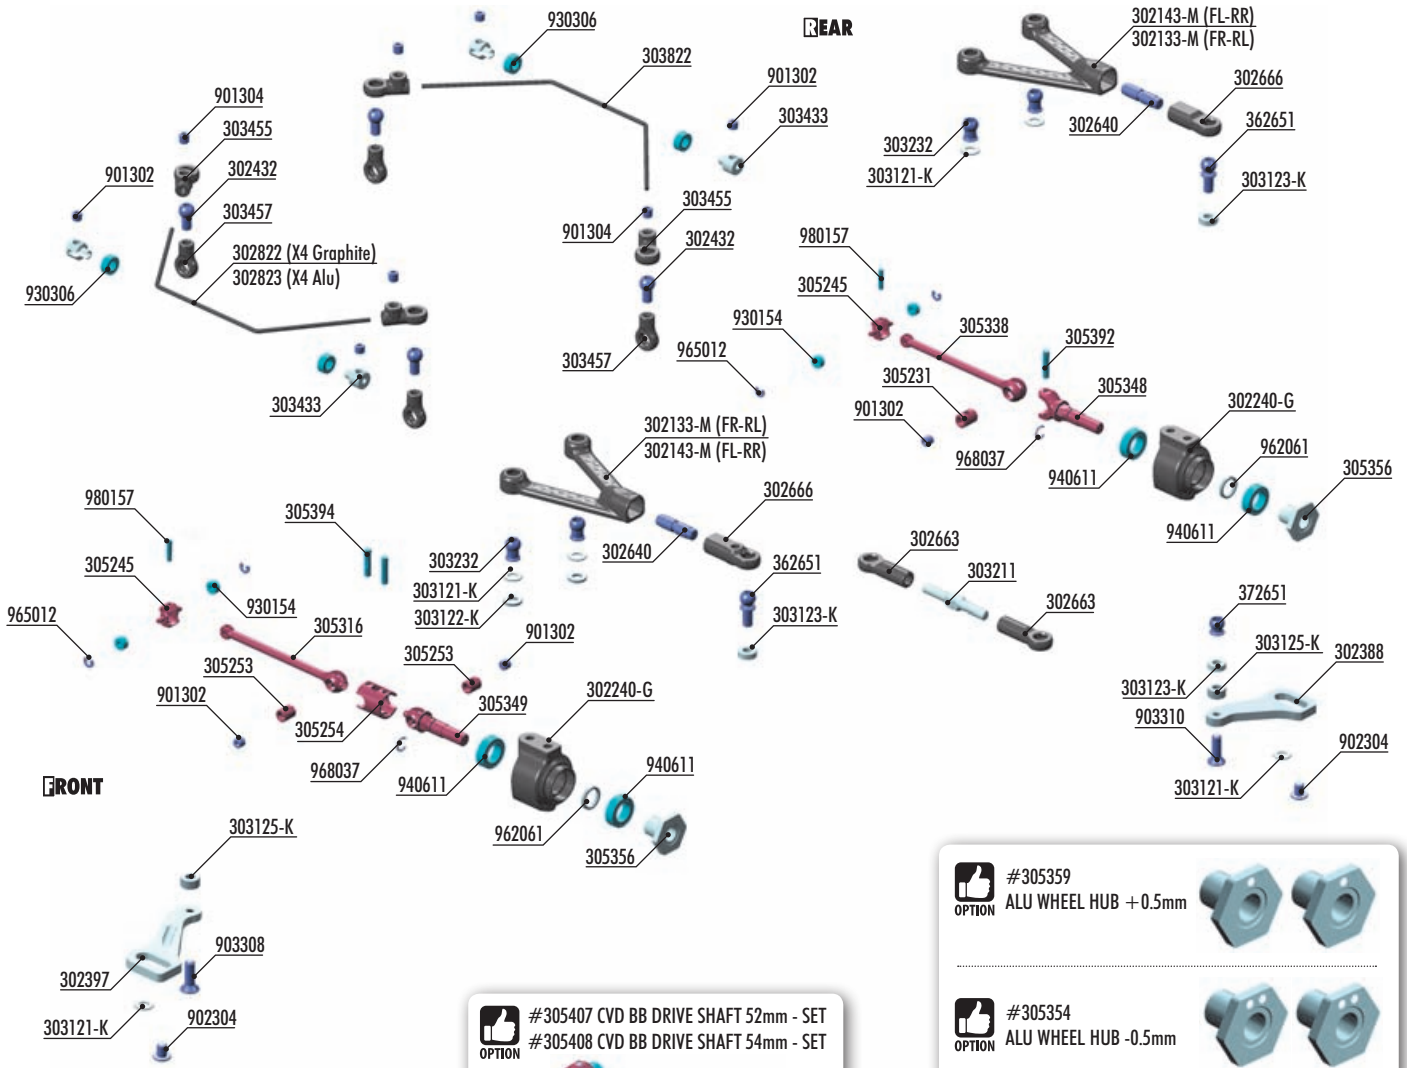 930306
REAR
302143-M (FL-RR)
302133-M (FR-RL)
303822
901302
302666
901304
303433
362651
303455
303232
302640
901302
302432
303121-K
303123-K
303457
303455
901304
302432
302822 (X4 Graphite)
302823 (X4 Alu)
980157
930306
305245
930154
305338
305392
303457
965012
305231
305348
303433
901302
302240-G
302133-M (FR-RL)
302143-M (FL-RR)
968037
940611
962061
305356
302666
980157
305394
940611
303232
302640
302663
305245
362651
303211
303121-K
372651
965012
930154
302663
303122-K
303123-K
305316
901302
303125-K
302388
305253
305253
302240-G
303123-K
901302
305254
305349
903310
902304
968037
940611
940611
303121-K
FRONT
962061
303125-K
305356
#305359
OPTION
ALU WHEEL HUB +0.5mm
903308
302397
#305407 CVD BB DRIVE SHAFT 52mm - SET
#305354
303121-K
902304
#305408 CVD BB DRIVE SHAFT 54mm - SET
OPTION
OPTION
ALU WHEEL HUB -0.5mm